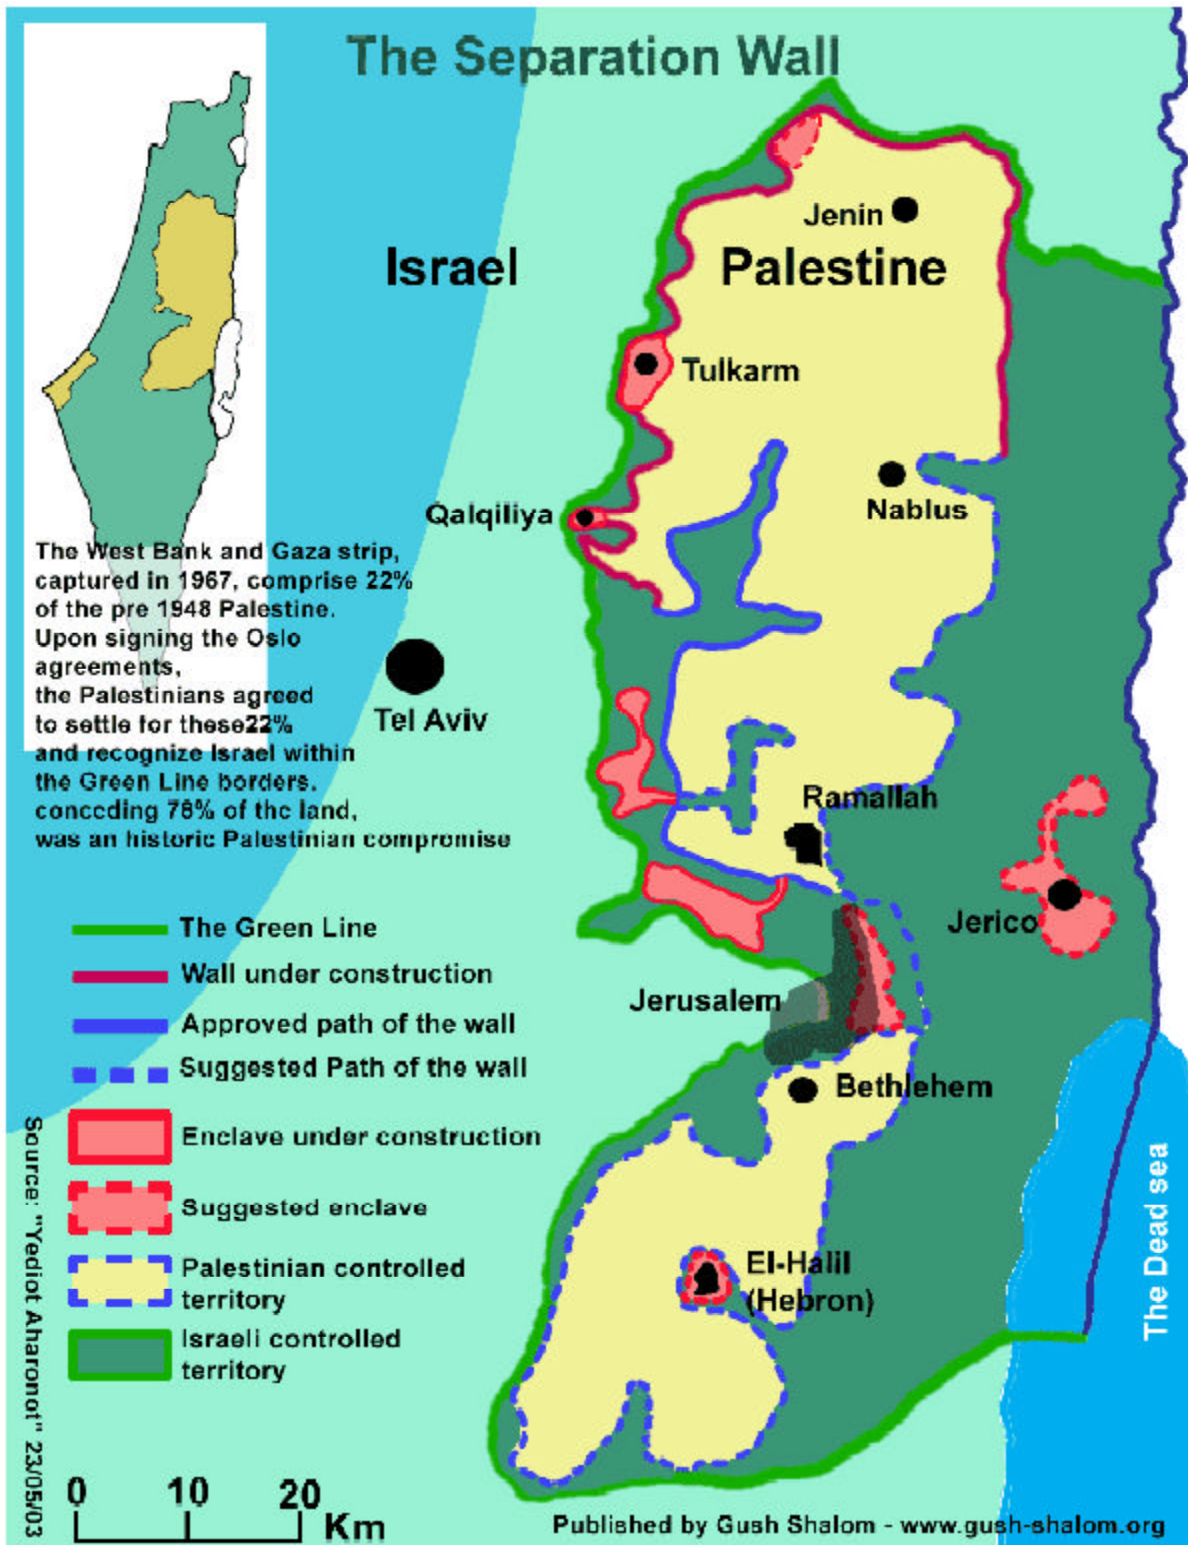 The Separation Wall
Israel
Palestine
Jenin
Tulkarm
Qalqiliya
Nablus
The West Bank and Gaza strip,
captured in 1967, comprise 22%
of the pre 1948 Palestine.
Upon signing the Oslo
agreements,
the Palestinians agreed
to settle for these22%
and recognize Israel within
the Green Line borders.
conceding 78% of the land,
was an historic Palestinian compromise
Tel Aviv
Ramallah
Jerico
Jerusalem
Bethlehem
El-Halil
(Hebron)
The Dead sea
The Green Line
Wall under construction
Approved path of the wall
Suggested Path of the wall
Enclave under construction
Suggested enclave
Palestinian controlled
territory
Israeli controlled
territory
Source: "Yediot Aharonot" 23/05/03
0 10 20
Km
Published by Gush Shalom - www.gush-shalom.org